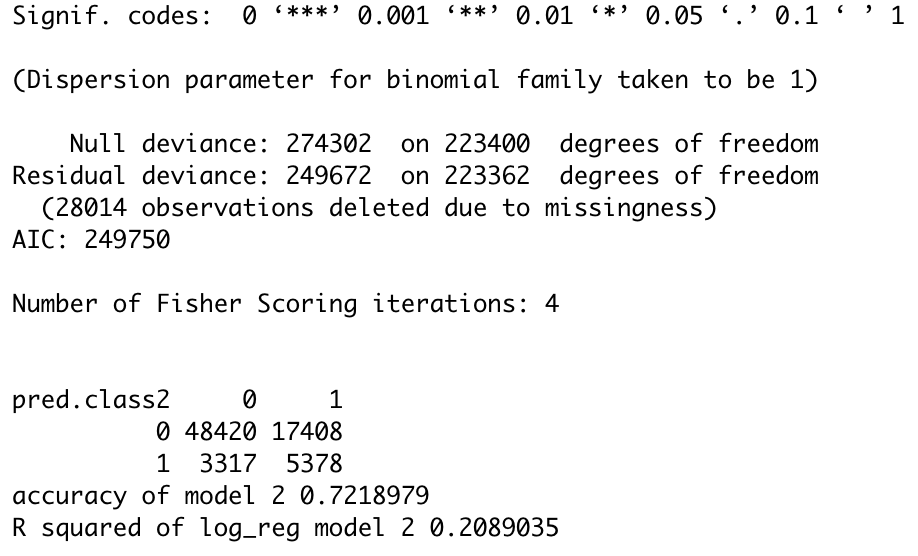 Signif. codes:  0 ‘***’ 0.001 ‘**’ 0.01 ‘*’ 0.05 ‘.’ 0.1 ‘ ’ 1
(Dispersion parameter for binomial family taken to be 1)
Null deviance: 274302  on 223400  degrees of freedom
Residual deviance: 249672  on 223362  degrees of freedom
(28014 observations deleted due to missingness)
AIC: 249750
Number of Fisher Scoring iterations: 4
pred.class2     0     1
0 48420 17408
1  3317  5378
accuracy of model 2 0.7218979
R squared of log_reg model 2 0.2089035